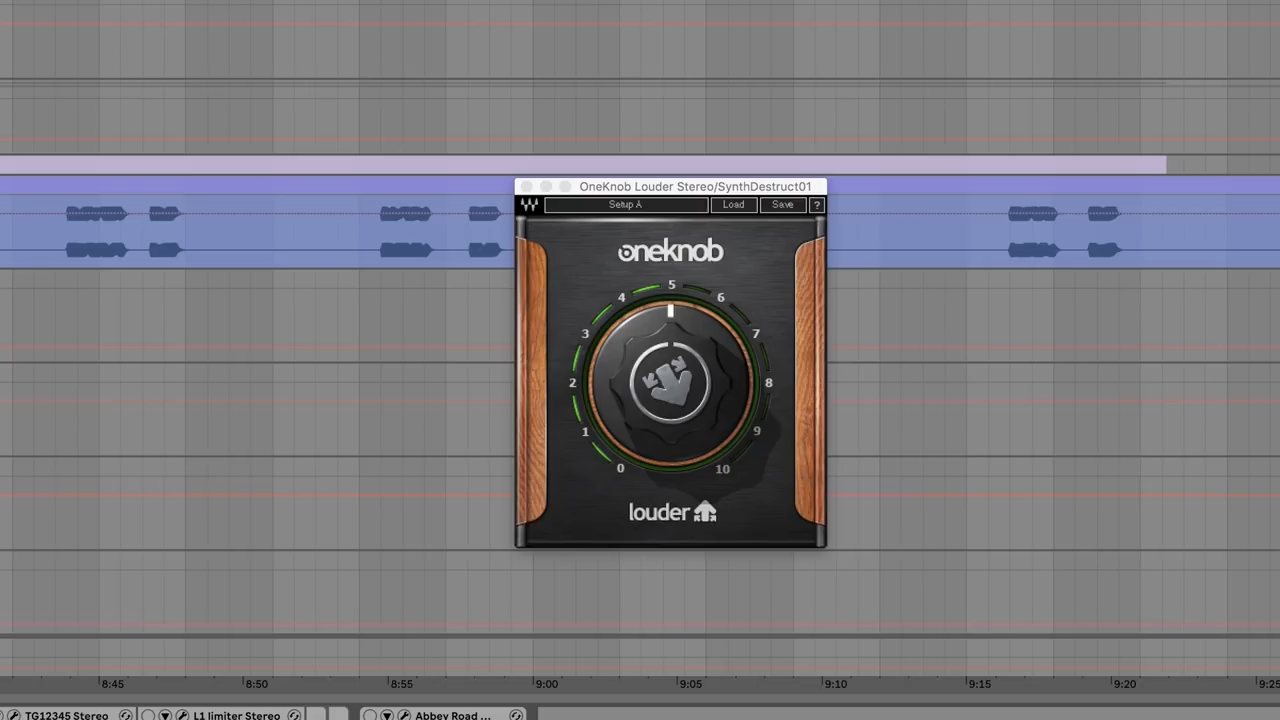 OneKnob Louder Stereo/SynthDestruct01
Setup A Load Save ?
oneknob
5
4 6
3 7
2 8
1 9
0 10
louder
8:45 8:50 8:55 9:00 9:05 9:10 9:15 9:20 9:25
TG12345 Stereo L1 limiter Stereo Abbey Road ...